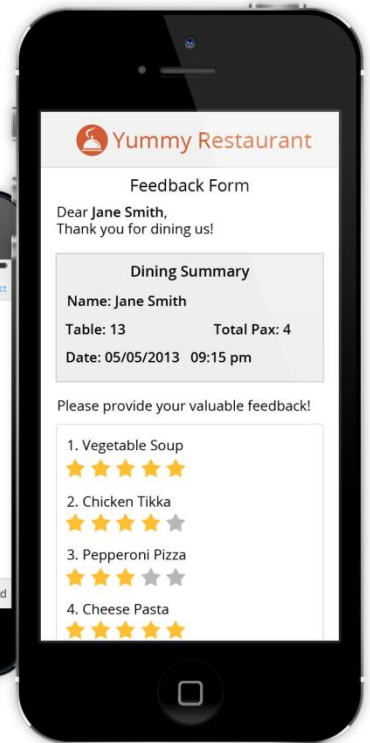 Yummy Restaurant
Feedback Form
Dear Jane Smith,
Thank you for dining us!
Dining Summary
Name: Jane Smith
Table: 13 Total Pax: 4
Date: 05/05/2013 09:15 pm
Please provide your valuable feedback!
1. Vegetable Soup
2. Chicken Tikka
3. Pepperoni Pizza
4. Cheese Pasta